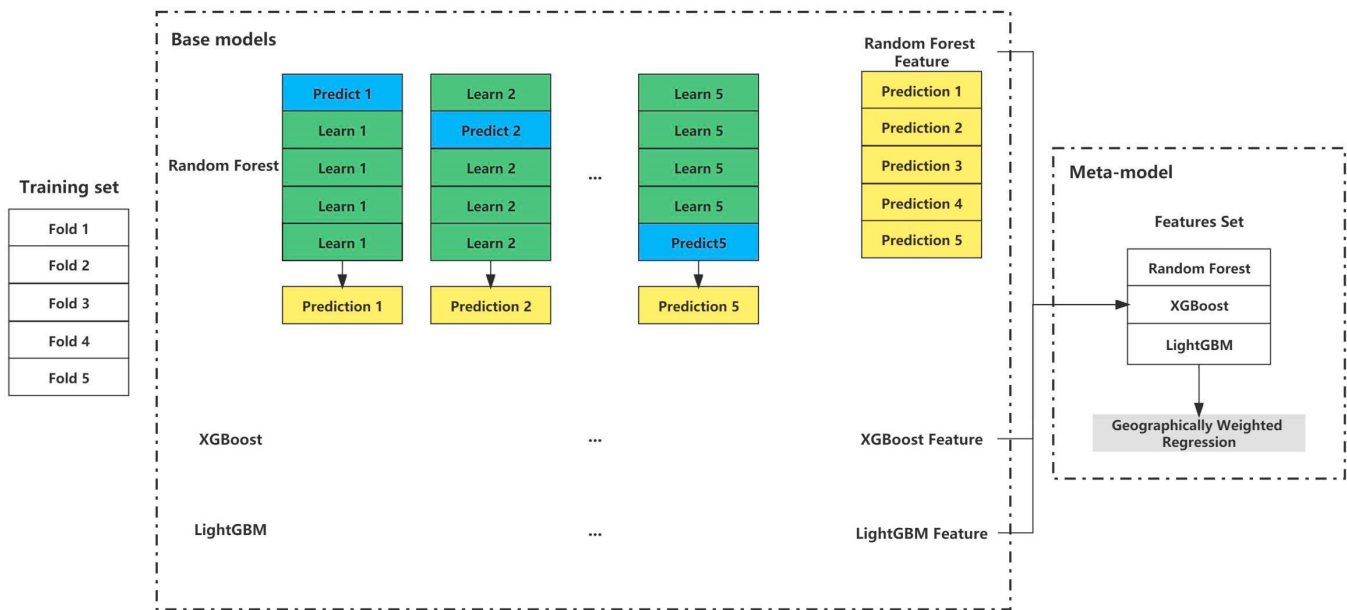 Training set
Fold 1
Fold 2
Fold 3
Fold 4
Fold 5
Base models
Random Forest
Predict 1
Learn 1
Learn 1
Learn 1
Learn 1
Prediction 1
Learn 2
Predict 2
Learn 2
Learn 2
Learn 2
Prediction 2
...
Learn 5
Learn 5
Learn 5
Learn 5
Predict5
Prediction 5
Random Forest
Feature
Prediction 1
Prediction 2
Prediction 3
Prediction 4
Prediction 5
XGBoost
...
XGBoost Feature
LightGBM
...
LightGBM Feature
Meta-model
Features Set
Random Forest
XGBoost
LightGBM
Geographically Weighted
Regression